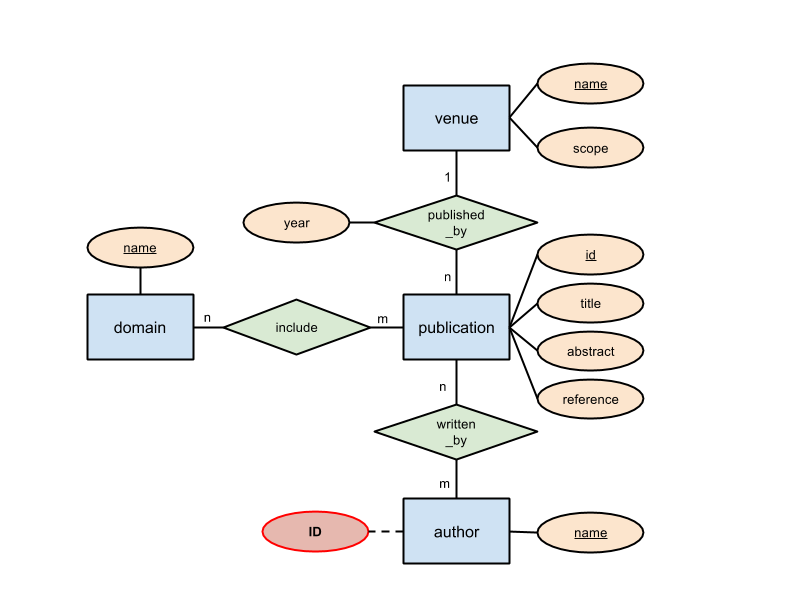 name
venue
scope
1
published
_by
year
name
id
n
title
domain
n
include
m
publication
abstract
n
reference
written
_by
m
ID
author
name